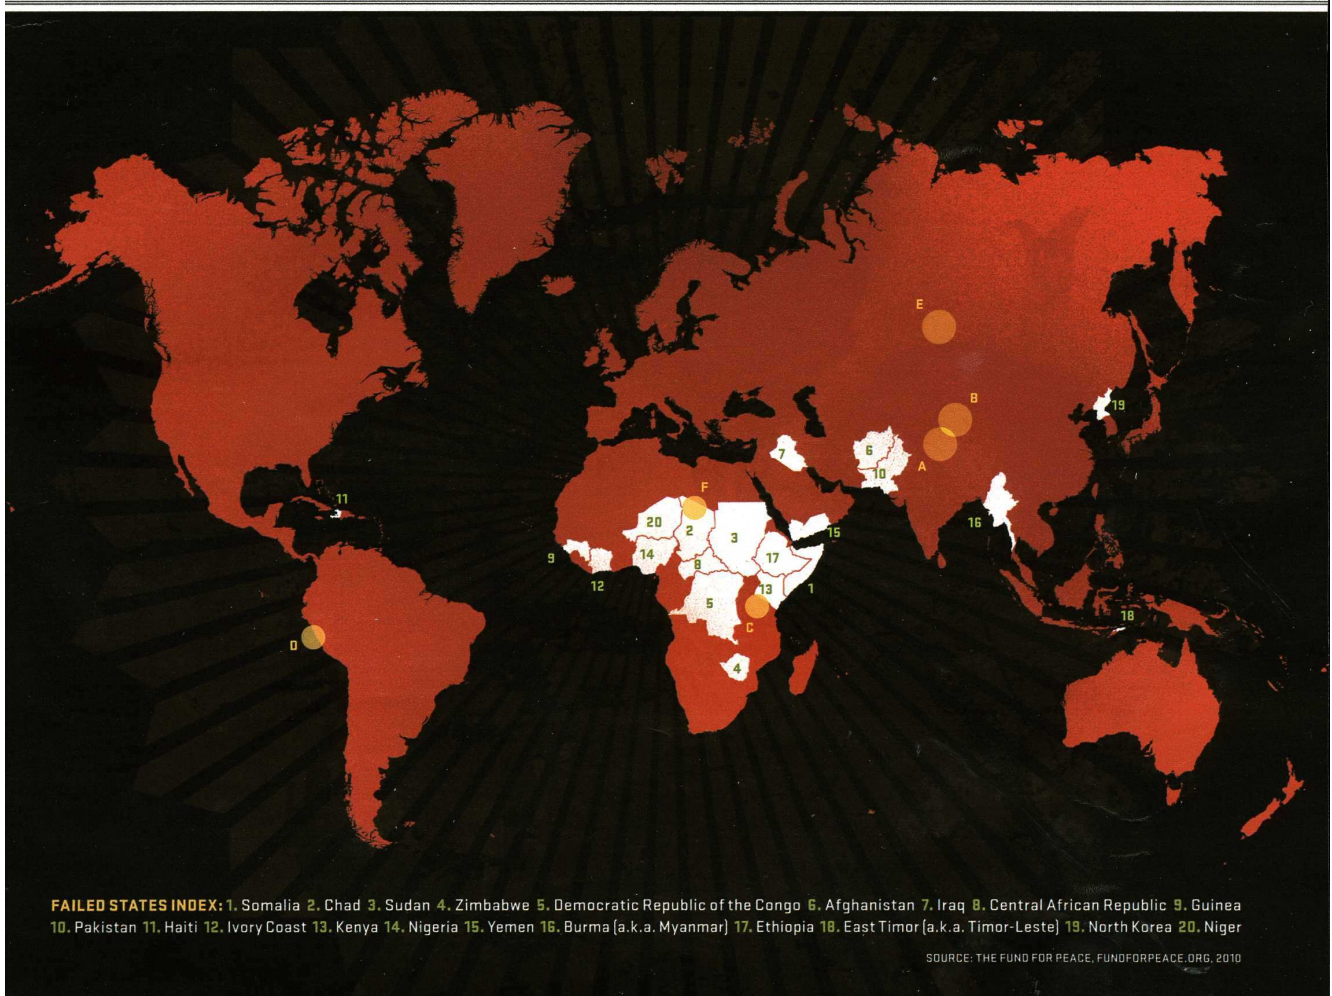 E
B
19
7
6
A
10
F
11
20
2
3
16
15
14
17
9
8
12
13
1
5
C
18
D
4
FAILED STATES INDEX: 1. Somalia 2. Chad 3. Sudan 4. Zimbabwe 5. Democratic Republic of the Congo 6. Afghanistan 7. Iraq 8. Central African Republic 9. Guinea
10. Pakistan 11. Haiti 12. Ivory Coast 13. Kenya 14. Nigeria 15. Yemen 16. Burma (a.k.a. Myanmar) 17. Ethiopia 18. East Timor (a.k.a. Timor-Leste) 19. North Korea 20. Niger
SOURCE: THE FUND FOR PEACE, FUNDFORPEACE.ORG, 2010